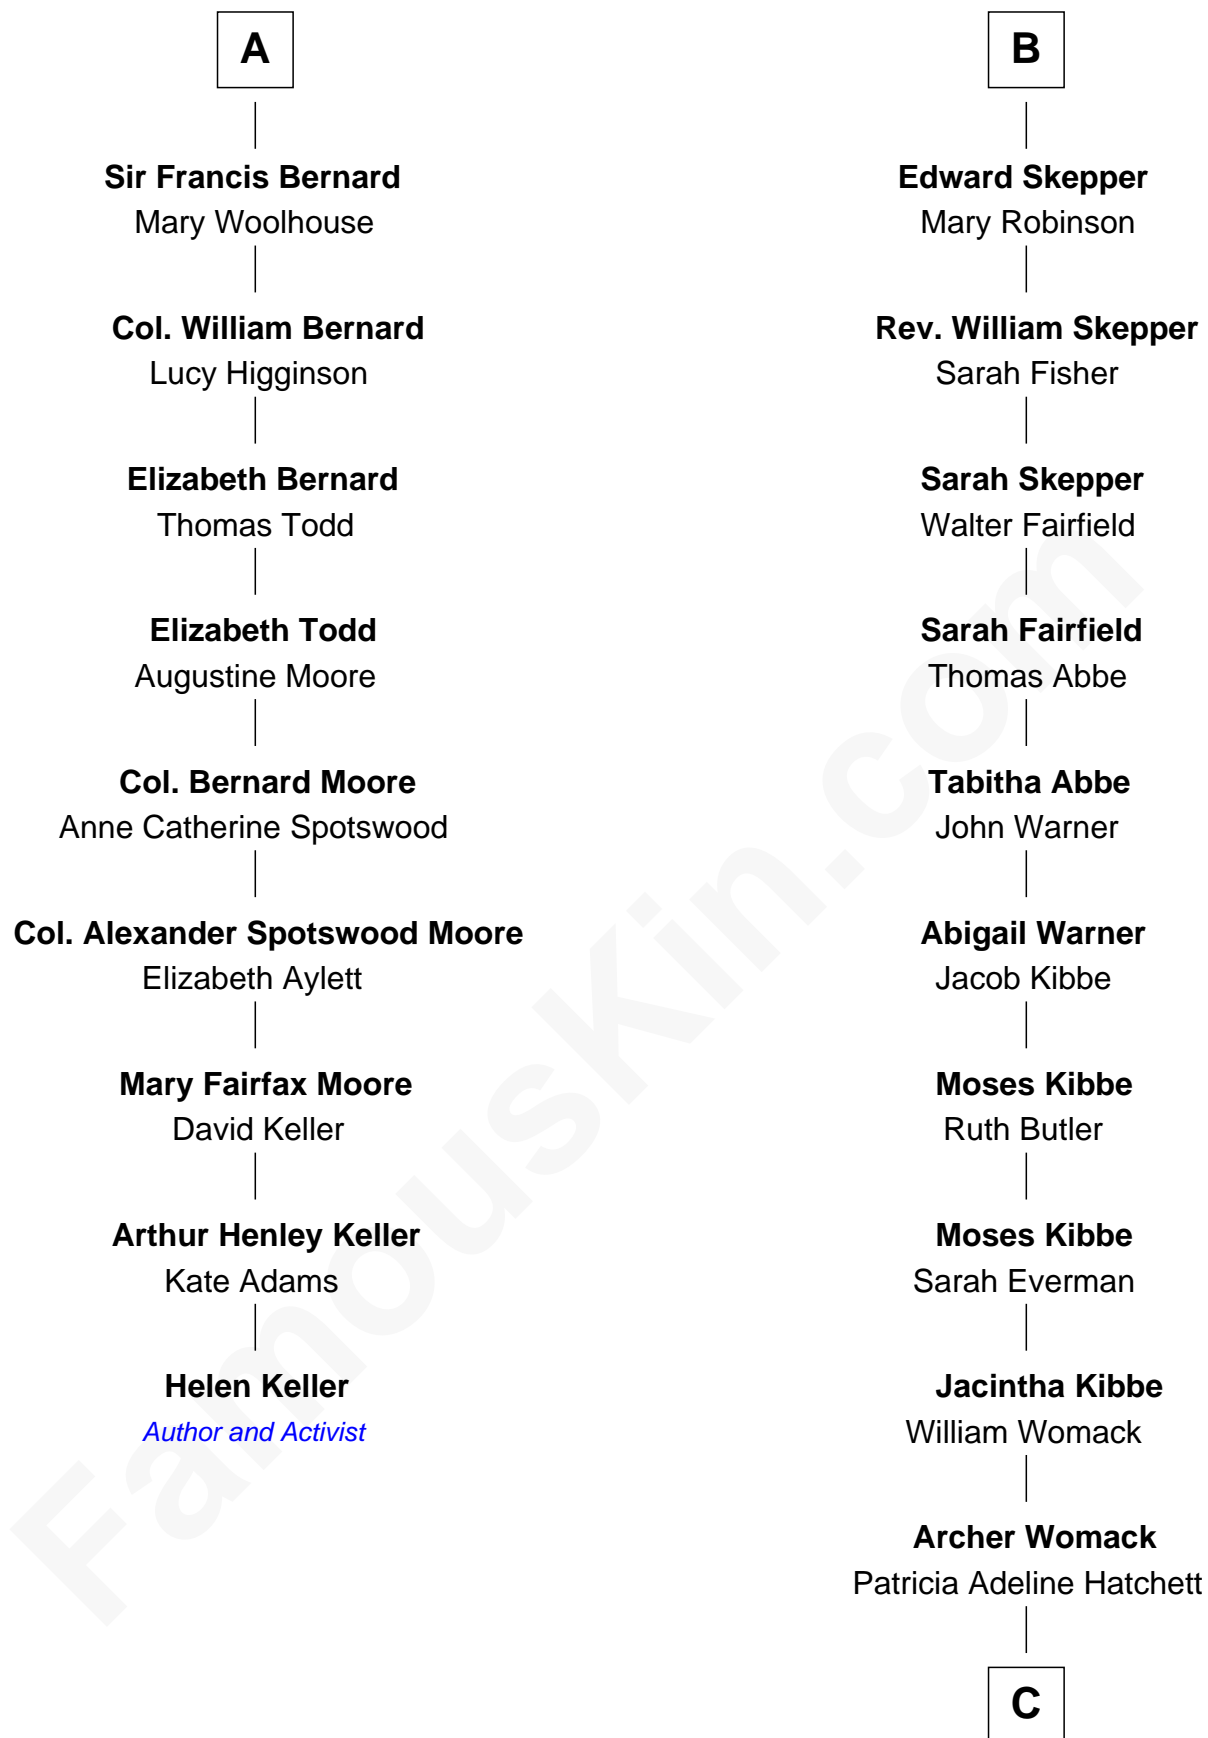 A
Sir Francis Bernard
Mary Woolhouse
Col. William Bernard
Lucy Higginson
Elizabeth Bernard
Thomas Todd
Elizabeth Todd
Augustine Moore
Col. Bernard Moore
Anne Catherine Spotswood
Col. Alexander Spotswood Moore
Elizabeth Aylett
Mary Fairfax Moore
David Keller
Arthur Henley Keller
Kate Adams
Helen Keller
Author and Activist
B
Edward Skepper
Mary Robinson
Rev. William Skepper
Sarah Fisher
Sarah Skepper
Walter Fairfield
Sarah Fairfield
Thomas Abbe
Tabitha Abbe
John Warner
Abigail Warner
Jacob Kibbe
Moses Kibbe
Ruth Butler
Moses Kibbe
Sarah Everman
Jacintha Kibbe
William Womack
Archer Womack
Patricia Adeline Hatchett
C
FamousKin.com